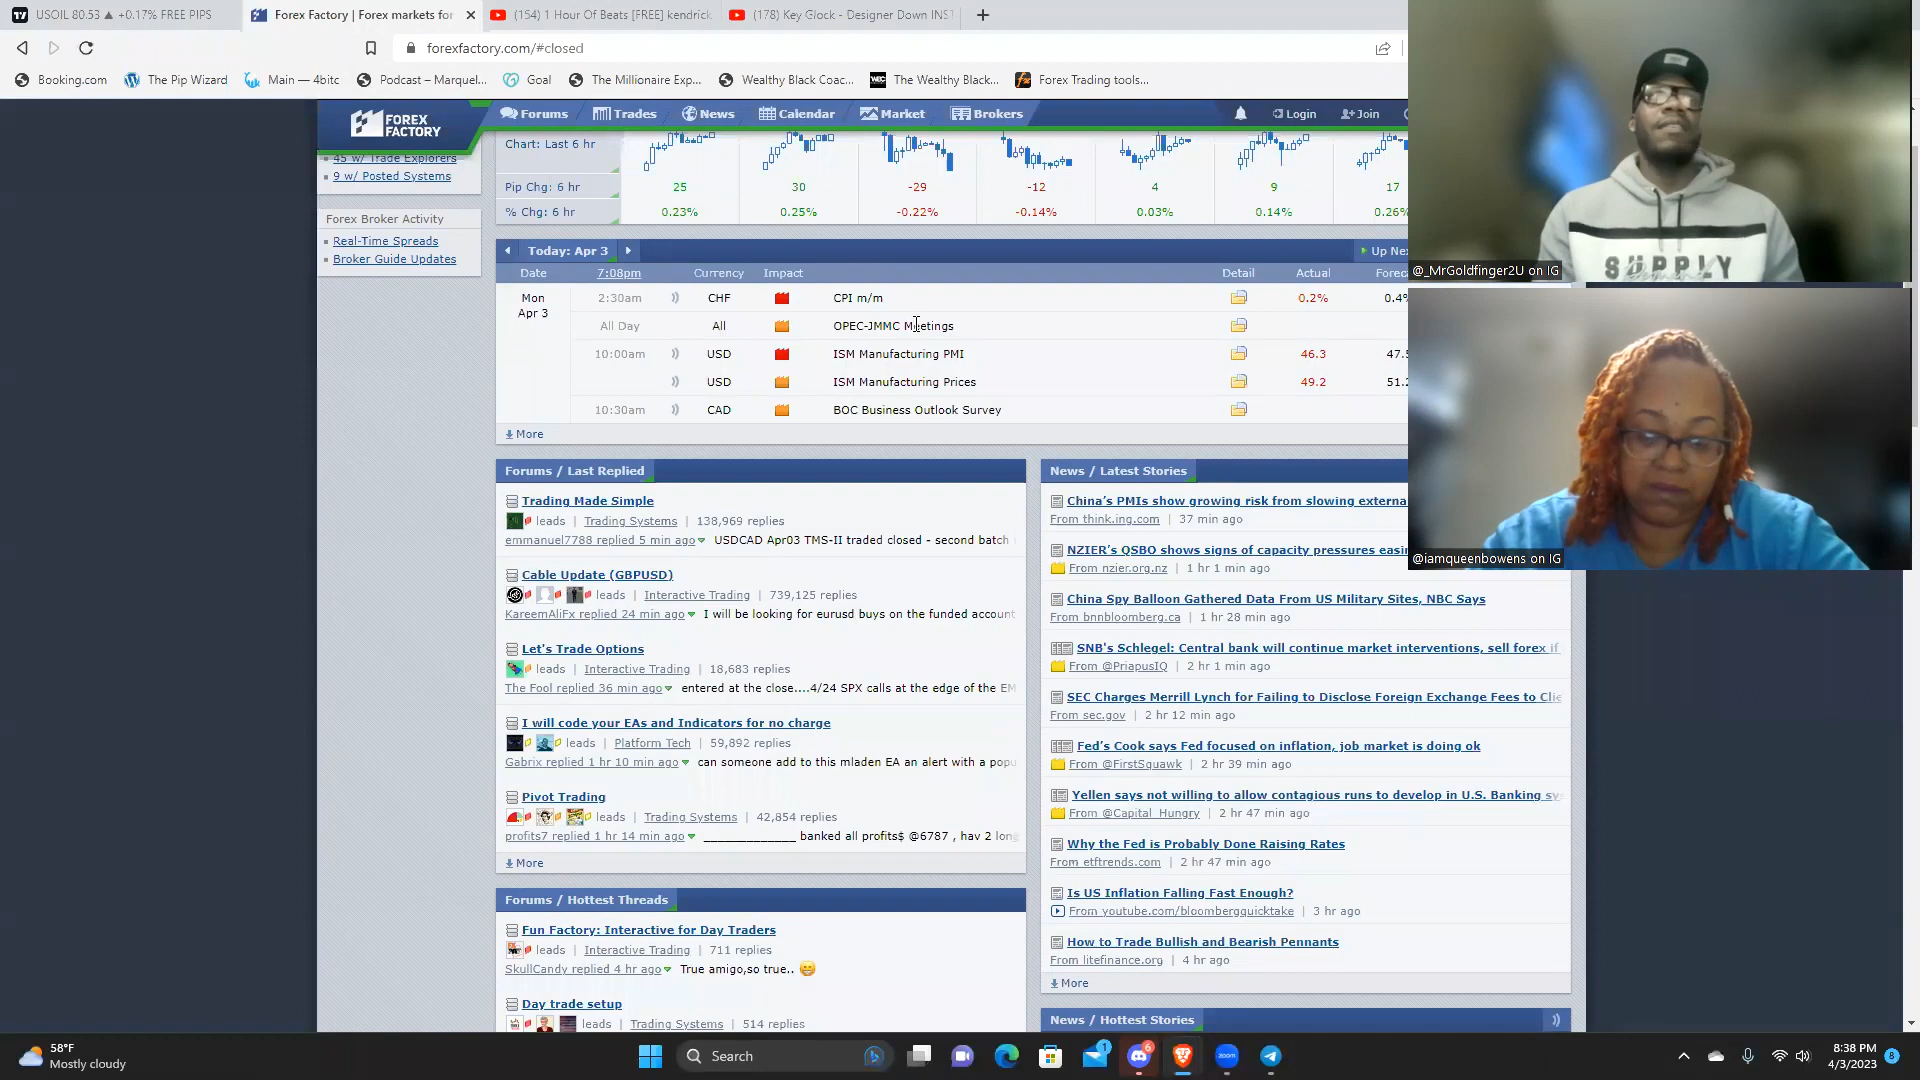 USOIL 80.53 ▲ +0.17% FREE PIPS
Forex Factory | Forex markets for
(154) 1 Hour Of Beats [FREE] kendrick
(178) Key Glock - Designer Down INST
forexfactory.com/#closed
Booking.com
The Pip Wizard
Main — 4bitc
Podcast – Marquel...
Goal
The Millionaire Exp...
Wealthy Black Coac...
WBC
The Wealthy Black...
Forex Trading tools...
FOREX
FACTORY
Forums
Trades
News
Calendar
Market
Brokers
Login
Join
45 w/ Trade Explorers
9 w/ Posted Systems
Forex Broker Activity
Real-Time Spreads
Broker Guide Updates
Chart: Last 6 hr
Pip Chg: 6 hr 25 30 -29 -12 4 9 17
% Chg: 6 hr 0.23% 0.25% -0.22% -0.14% 0.03% 0.14% 0.26%
Today: Apr 3
Up Nex
Date 7:08pm Currency Impact Detail Actual Foreca
Mon
Apr 3
2:30am CHF CPI m/m 0.2% 0.4%
All Day All OPEC-JMMC Meetings
10:00am USD ISM Manufacturing PMI 46.3 47.5
USD ISM Manufacturing Prices 49.2 51.2
10:30am CAD BOC Business Outlook Survey
More
Forums / Last Replied
Trading Made Simple
leads | Trading Systems | 138,969 replies
emmanuel7788 replied 5 min ago USDCAD Apr03 TMS-II traded closed - second batch i
Cable Update (GBPUSD)
leads | Interactive Trading | 739,125 replies
KareemAliFx replied 24 min ago I will be looking for eurusd buys on the funded account
Let's Trade Options
leads | Interactive Trading | 18,683 replies
The Fool replied 36 min ago entered at the close....4/24 SPX calls at the edge of the EM
I will code your EAs and Indicators for no charge
leads | Platform Tech | 59,892 replies
Gabrix replied 1 hr 10 min ago can someone add to this mladen EA an alert with a popu
Pivot Trading
leads | Trading Systems | 42,854 replies
profits7 replied 1 hr 14 min ago _____________ banked all profits$ @6787 , hav 2 long
More
Forums / Hottest Threads
Fun Factory: Interactive for Day Traders
leads | Interactive Trading | 711 replies
SkullCandy replied 4 hr ago True amigo,so true.. 😁
Day trade setup
leads | Trading Systems | 514 replies
News / Latest Stories
China's PMIs show growing risk from slowing externa
From think.ing.com | 37 min ago
NZIER's QSBO shows signs of capacity pressures easi
From nzier.org.nz | 1 hr 1 min ago
China Spy Balloon Gathered Data From US Military Sites, NBC Says
From bnnbloomberg.ca | 1 hr 28 min ago
SNB's Schlegel: Central bank will continue market interventions, sell forex if
From @PriapusIQ | 2 hr 1 min ago
SEC Charges Merrill Lynch for Failing to Disclose Foreign Exchange Fees to Clie
From sec.gov | 2 hr 12 min ago
Fed's Cook says Fed focused on inflation, job market is doing ok
From @FirstSquawk | 2 hr 39 min ago
Yellen says not willing to allow contagious runs to develop in U.S. Banking sy
From @Capital_Hungry | 2 hr 47 min ago
Why the Fed is Probably Done Raising Rates
From etftrends.com | 2 hr 47 min ago
Is US Inflation Falling Fast Enough?
From youtube.com/bloombergquicktake | 3 hr ago
How to Trade Bullish and Bearish Pennants
From litefinance.org | 4 hr ago
More
News / Hottest Stories
SUPPLY
@_MrGoldfinger2U on IG
@iamqueenbowens on IG
58°F
Mostly cloudy
Search
1
6
zoom
8:38 PM
4/3/2023
8